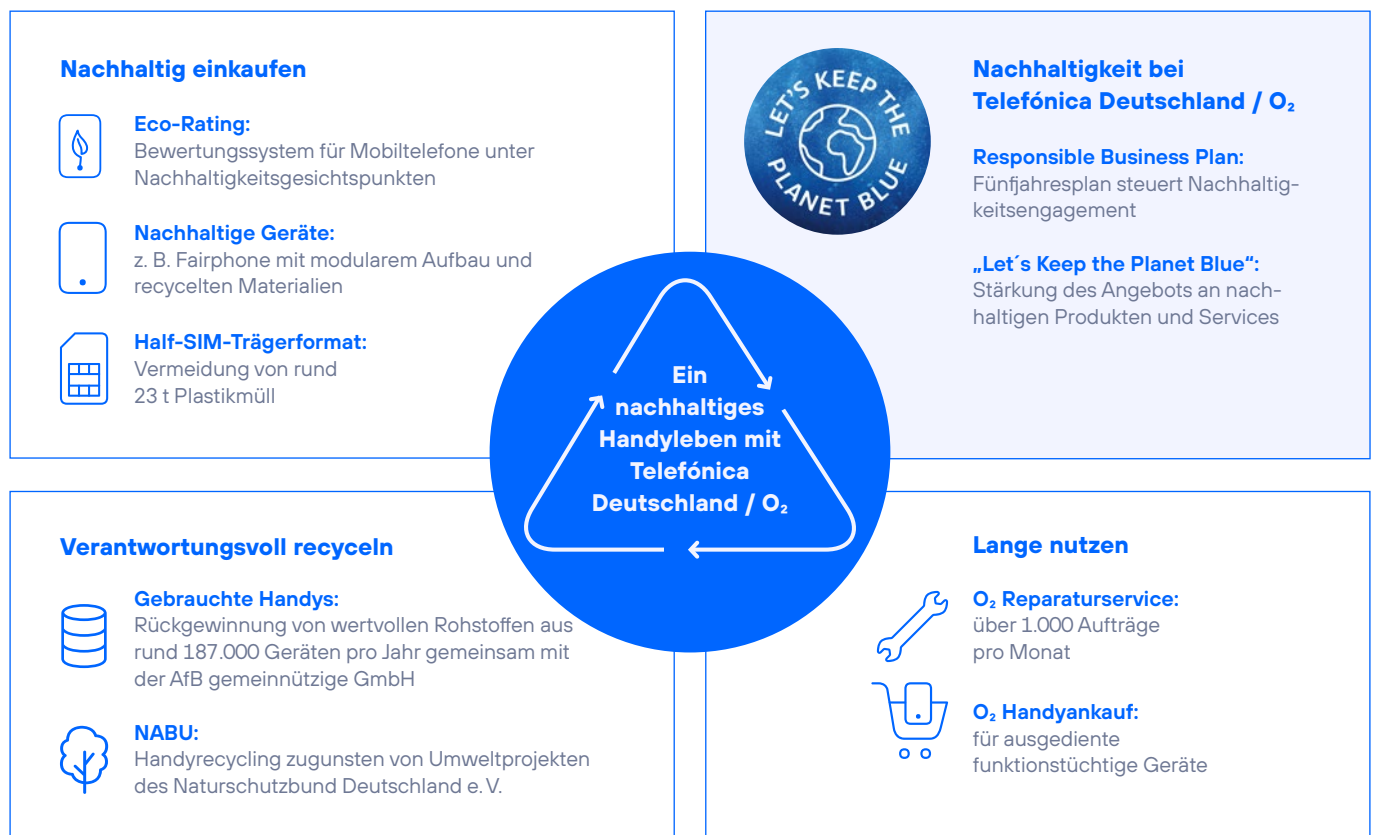 Nachhaltig einkaufen
Eco-Rating:
Bewertungssystem für Mobiltelefone unter
Nachhaltigkeitsgesichtspunkten
Nachhaltige Geräte:
z. B. Fairphone mit modularem Aufbau und
recycelten Materialien
Half-SIM-Trägerformat:
Vermeidung von rund
23 t Plastikmüll
LET'S KEEP THE
PLANET BLUE
Nachhaltigkeit bei
Telefónica Deutschland / O₂
Responsible Business Plan:
Fünfjahresplan steuert Nachhaltig-
keitsengagement
„Let´s Keep the Planet Blue“:
Stärkung des Angebots an nach-
haltigen Produkten und Services
Ein
nachhaltiges
Handyleben mit
Telefónica
Deutschland / O₂
Verantwortungsvoll recyceln
Gebrauchte Handys:
Rückgewinnung von wertvollen Rohstoffen aus
rund 187.000 Geräten pro Jahr gemeinsam mit
der AfB gemeinnützige GmbH
NABU:
Handyrecycling zugunsten von Umweltprojekten
des Naturschutzbund Deutschland e. V.
Lange nutzen
O₂ Reparaturservice:
über 1.000 Aufträge
pro Monat
O₂ Handyankauf:
für ausgediente
funktionstüchtige Geräte